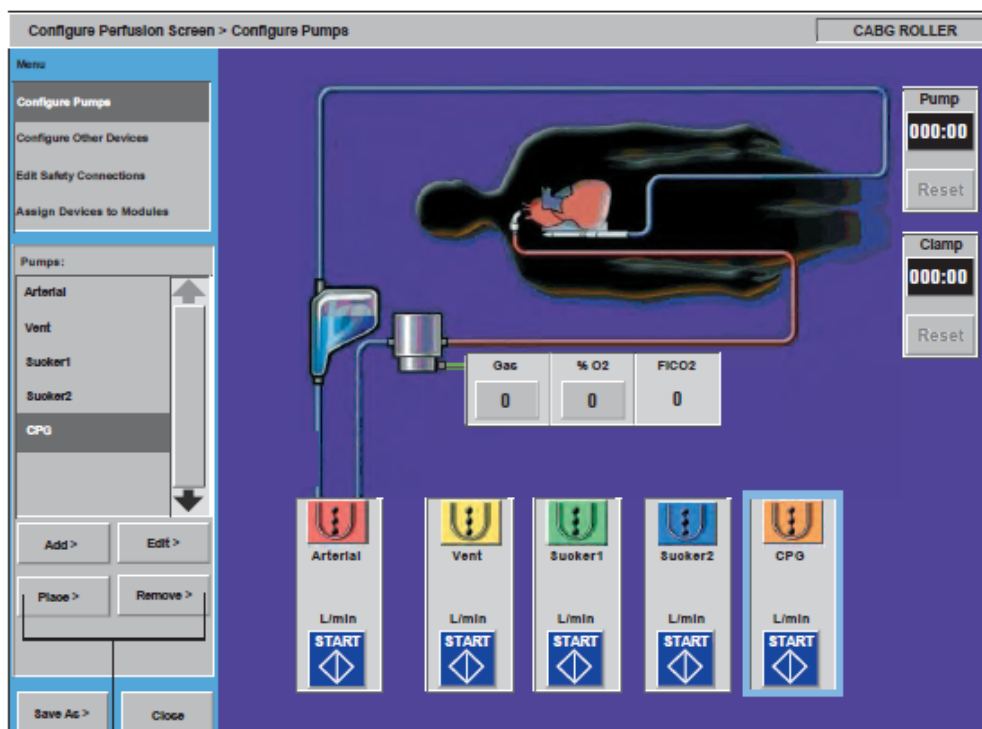 Configure Perfusion Screen > Configure Pumps
CABG ROLLER
Menu
Configure Pumps
Configure Other Devices
Edit Safety Connections
Assign Devices to Modules
Pumps:
Arterial
Vent
Sucker1
Sucker2
CPG
Add >
Edit >
Place >
Remove >
Save As >
Close
Pump
000:00
Reset
Clamp
000:00
Reset
Gas
% O2
FICO2
0
0
0
Arterial
Vent
Sucker1
Sucker2
CPG
L/min
L/min
L/min
L/min
L/min
START
START
START
START
START